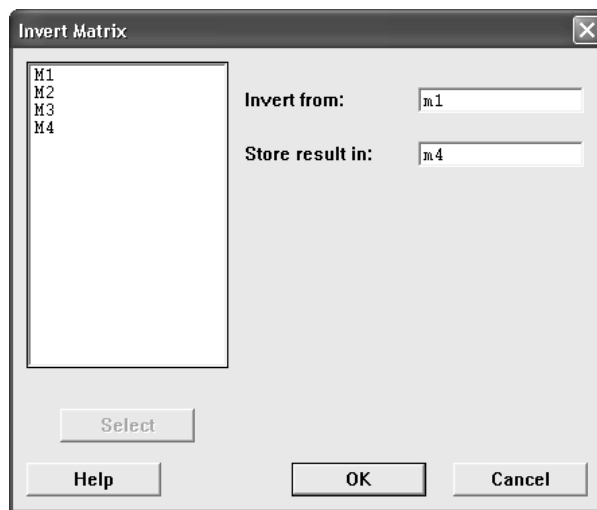 Invert Matrix
M1
M2
M3
M4
Invert from:
m1
Store result in:
m4
Select
Help
OK
Cancel